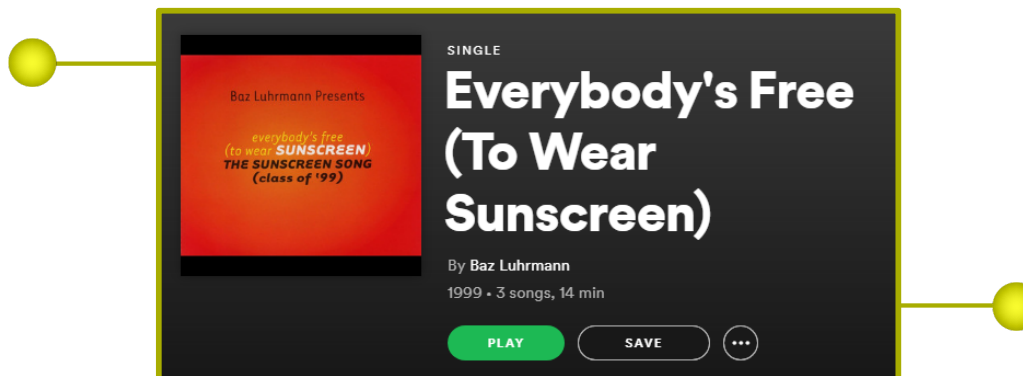 Baz Luhrmann Presents
everybody's free
(to wear SUNSCREEN)
THE SUNSCREEN SONG
(class of '99)
SINGLE
Everybody's Free
(To Wear
Sunscreen)
By Baz Luhrmann
1999 • 3 songs, 14 min
PLAY
SAVE